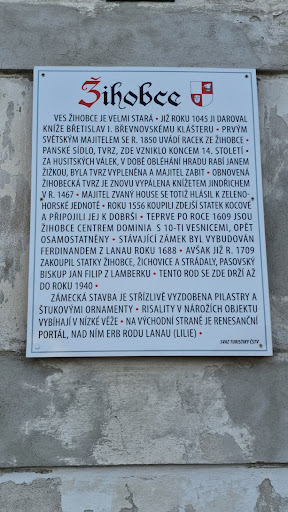 Žihobce
VES ŽIHOBCE JE VELMI STARÁ • JIŽ ROKU 1045 JI DAROVAL
KNÍŽE BŘETISLAV I. BŘEVNOVSKÉMU KLÁŠTERU • PRVÝM
SVĚTSKÝM MAJITELEM SE R. 1850 UVÁDÍ RACEK ZE ŽIHOBCE •
PANSKÉ SÍDLO, TVRZ, ZDE VZNIKLO KONCEM 14. STOLETÍ •
ZA HUSITSKÝCH VÁLEK, V DOBĚ OBLÉHÁNÍ HRADU RABÍ JANEM
ŽIŽKOU, BYLA TVRZ VYPLENĚNA A MAJITEL ZABIT • OBNOVENÁ
ŽIHOBECKÁ TVRZ JE ZNOVU VYPÁLENA KNÍŽETEM JINDŘICHEM
V R. 1467 • MAJITEL ZVANÝ HOUSE SE TOTIŽ HLÁSIL K ZELENO-
HORSKÉ JEDNOTĚ • ROKU 1556 KOUPILI ZDEJŠÍ STATEK KOCOVÉ
A PŘIPOJILI JEJ K DOBRŠI • TEPRVE PO ROCE 1609 JSOU
ŽIHOBCE CENTREM DOMINIA S 10-TI VESNICEMI, OPĚT
OSAMOSTATNĚNY • STÁVAJÍCÍ ZÁMEK BYL VYBUDOVÁN
FERDINANDEM Z LANAU ROKU 1688 • AVŠAK JIŽ R. 1709
ZAKOUPIL STATKY ŽIHOBCE, ŽICHOVICE A STRÁDALY, PASOVSKÝ
BISKUP JAN FILIP Z LAMBERKU • TENTO ROD SE ZDE DRŽÍ AŽ
DO ROKU 1940 •
ZÁMECKÁ STAVBA JE STŘÍZLIVĚ VYZDOBENA PILASTRY A
ŠTUKOVÝMI ORNAMENTY • RISALITY V NÁROŽÍCH OBJEKTU
VYBÍHAJÍ V NÍZKÉ VĚŽE • NA VÝCHODNÍ STRANĚ JE RENESANČNÍ
PORTÁL, NAD NÍM ERB RODU LANAU (LILIE) •
SVAZ TURISTIKY ČSTV